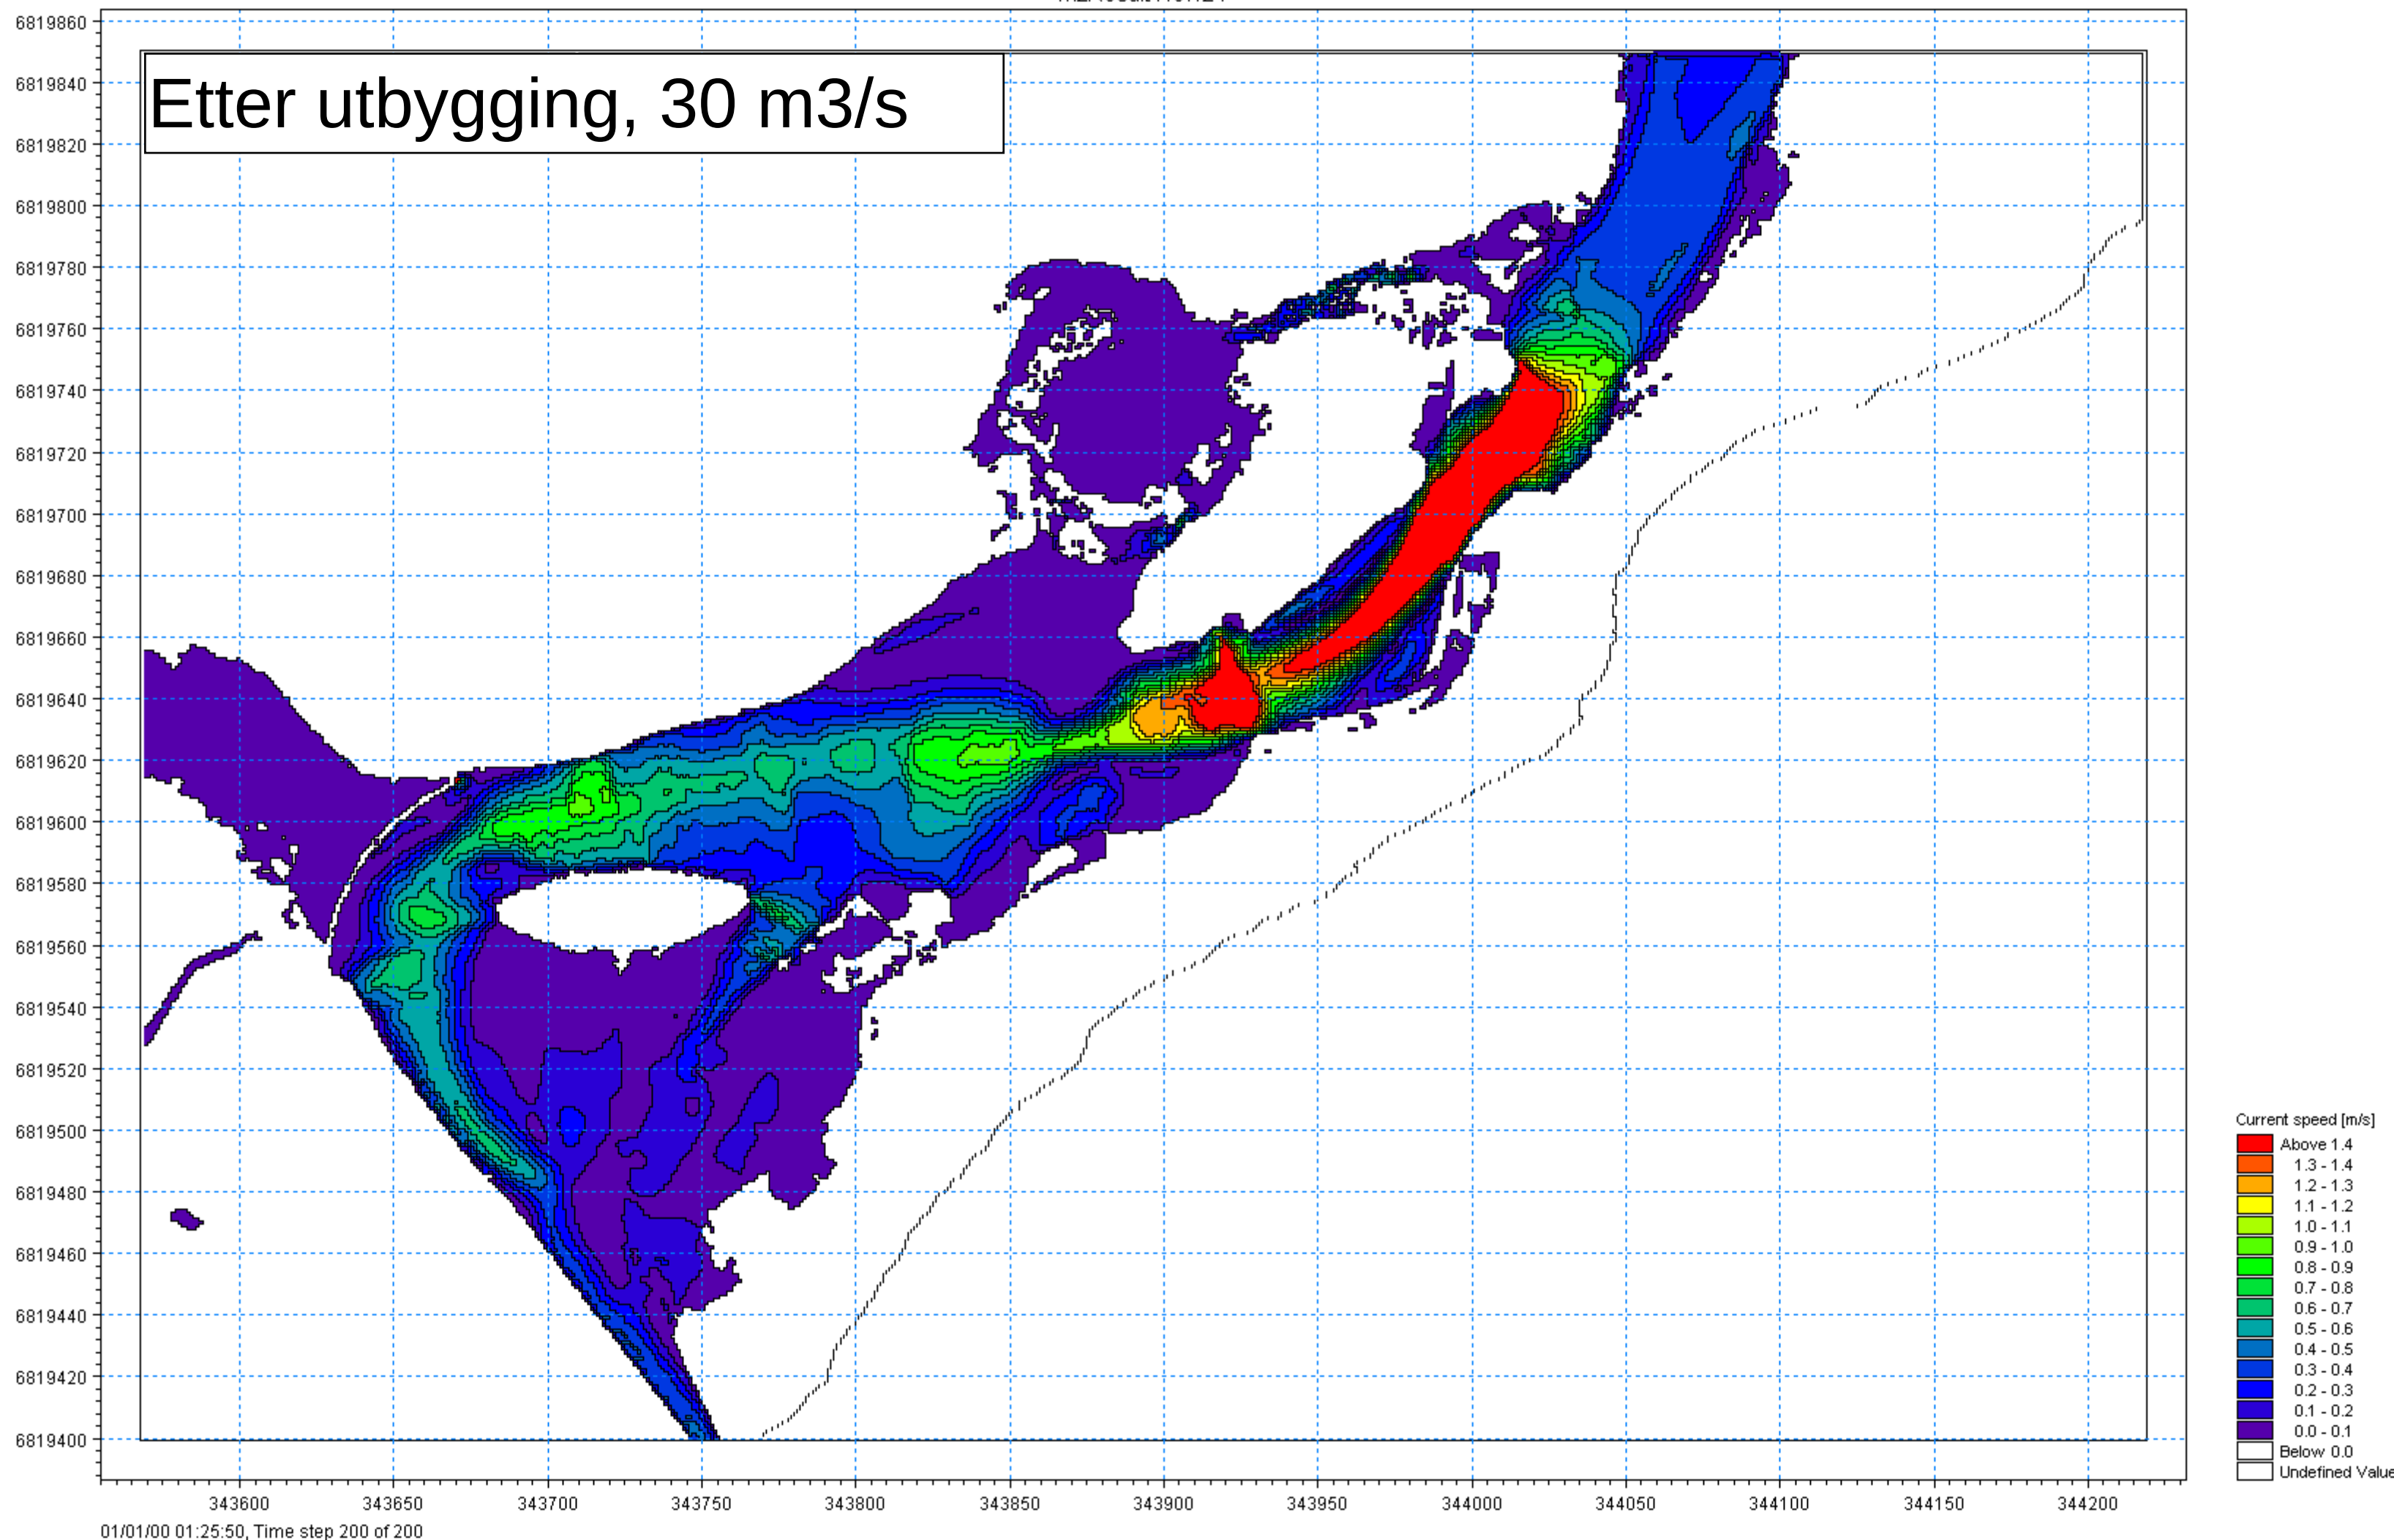 Etter utbygging, 30 m3/s
6819860
6819840
6819820
6819800
6819780
6819760
6819740
6819720
6819700
6819680
6819660
6819640
6819620
6819600
6819580
6819560
6819540
6819520
6819500
6819480
6819460
6819440
6819420
6819400
343600 343650 343700 343750 343800 343850 343900 343950 344000 344050 344100 344150 344200
01/01/00 01:25:50, Time step 200 of 200
Current speed [m/s]
Above 1.4
1.3 - 1.4
1.2 - 1.3
1.1 - 1.2
1.0 - 1.1
0.9 - 1.0
0.8 - 0.9
0.7 - 0.8
0.6 - 0.7
0.5 - 0.6
0.4 - 0.5
0.3 - 0.4
0.2 - 0.3
0.1 - 0.2
0.0 - 0.1
Below 0.0
Undefined Value